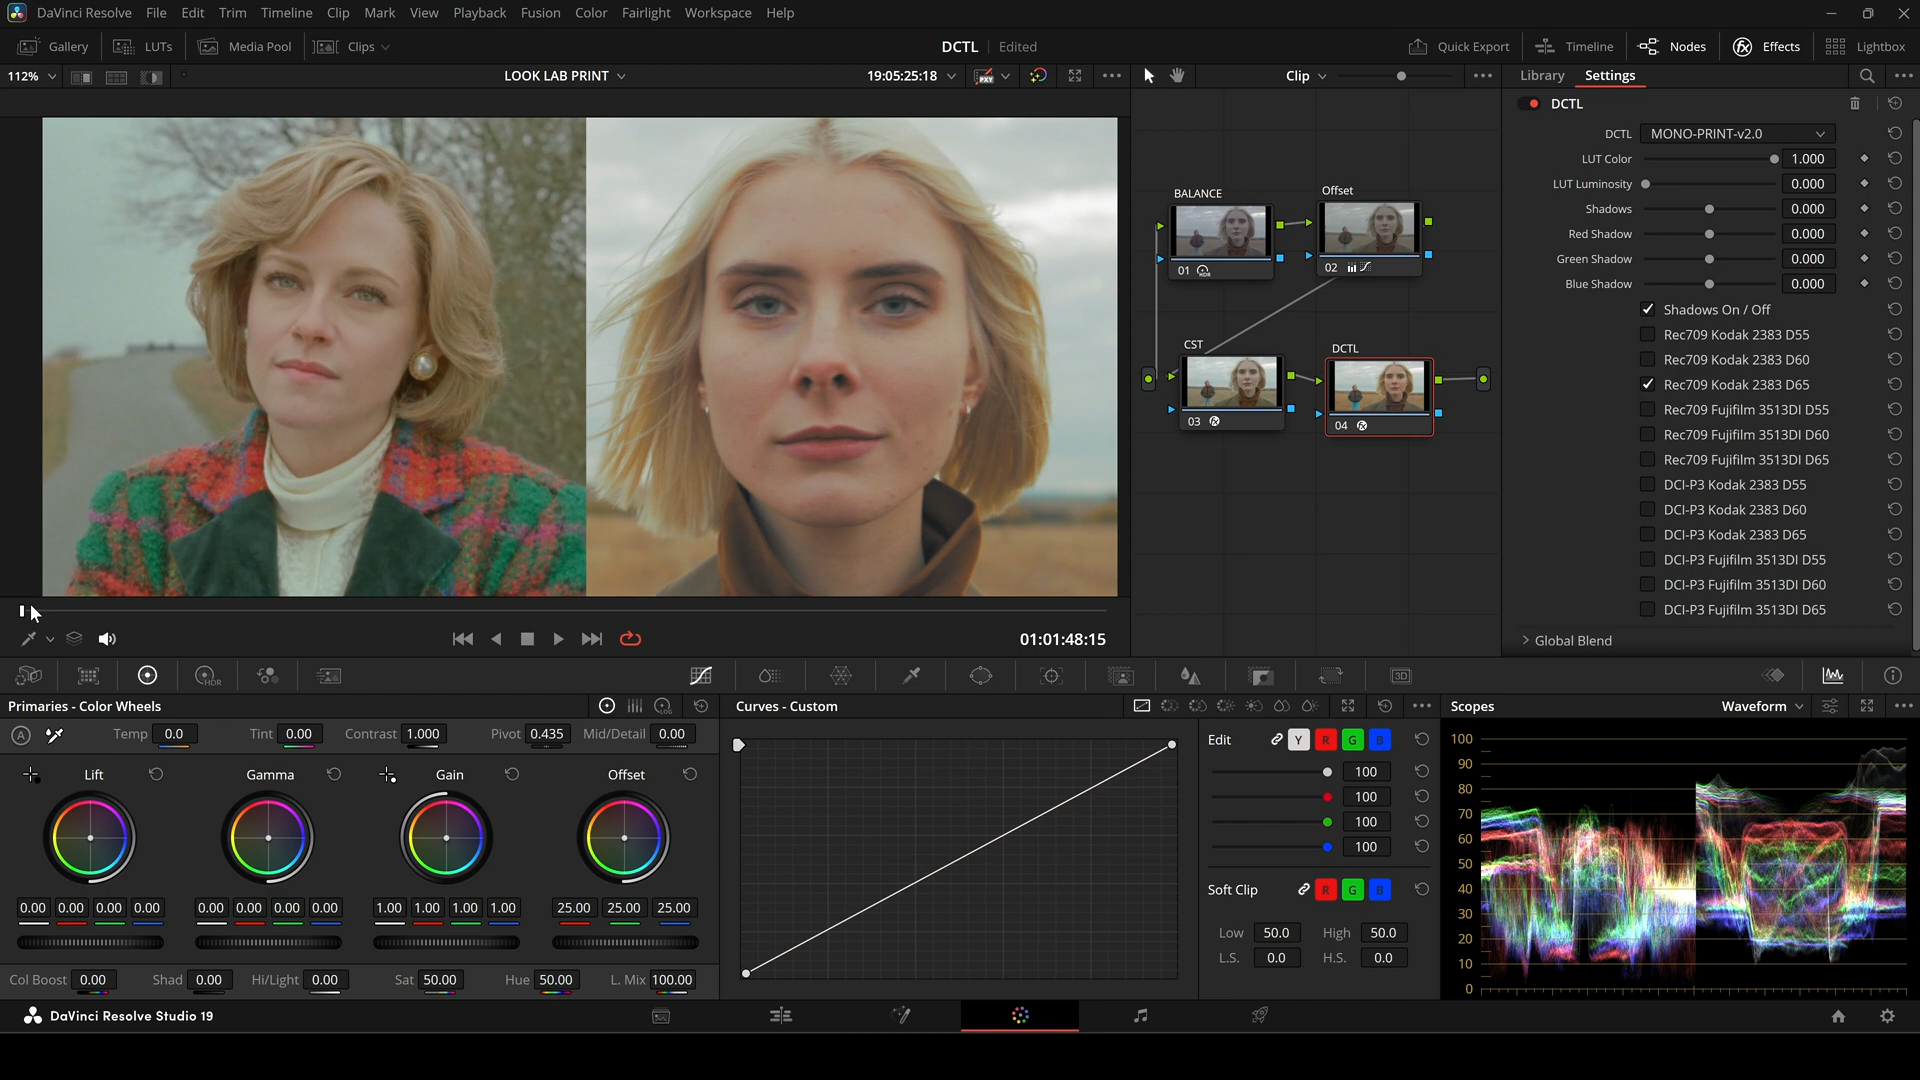 DaVinci Resolve File Edit Trim Timeline Clip Mark View Playback Fusion Color Fairlight Workspace Help
Gallery LUTs Media Pool Clips DCTL Edited Quick Export Timeline Nodes Effects Lightbox
112% LOOK LAB PRINT 19:05:25:18 PXY Clip Library Settings
DCTL
DCTL MONO-PRINT-v2.0
LUT Color 1.000
LUT Luminosity 0.000
Shadows 0.000
Red Shadow 0.000
Green Shadow 0.000
Blue Shadow 0.000
Shadows On / Off
Rec709 Kodak 2383 D55
Rec709 Kodak 2383 D60
Rec709 Kodak 2383 D65
Rec709 Fujifilm 3513DI D55
Rec709 Fujifilm 3513DI D60
Rec709 Fujifilm 3513DI D65
DCI-P3 Kodak 2383 D55
DCI-P3 Kodak 2383 D60
DCI-P3 Kodak 2383 D65
DCI-P3 Fujifilm 3513DI D55
DCI-P3 Fujifilm 3513DI D60
DCI-P3 Fujifilm 3513DI D65
Global Blend
BALANCE Offset
01 HDR 02
CST DCTL
03 04
01:01:48:15
HDR 3D
Primaries - Color Wheels LOG Curves - Custom Scopes Waveform
A Temp 0.0 Tint 0.00 Contrast 1.000 Pivot 0.435 Mid/Detail 0.00
Lift Gamma Gain Offset
0.00 0.00 0.00 0.00 0.00 0.00 0.00 0.00 1.00 1.00 1.00 1.00 25.00 25.00 25.00
Col Boost 0.00 Shad 0.00 Hi/Light 0.00 Sat 50.00 Hue 50.00 L. Mix 100.00
Edit Y R G B
100
100
100
100
Soft Clip R G B
Low 50.0 High 50.0
L.S. 0.0 H.S. 0.0
100
90
80
70
60
50
40
30
20
10
0
DaVinci Resolve Studio 19